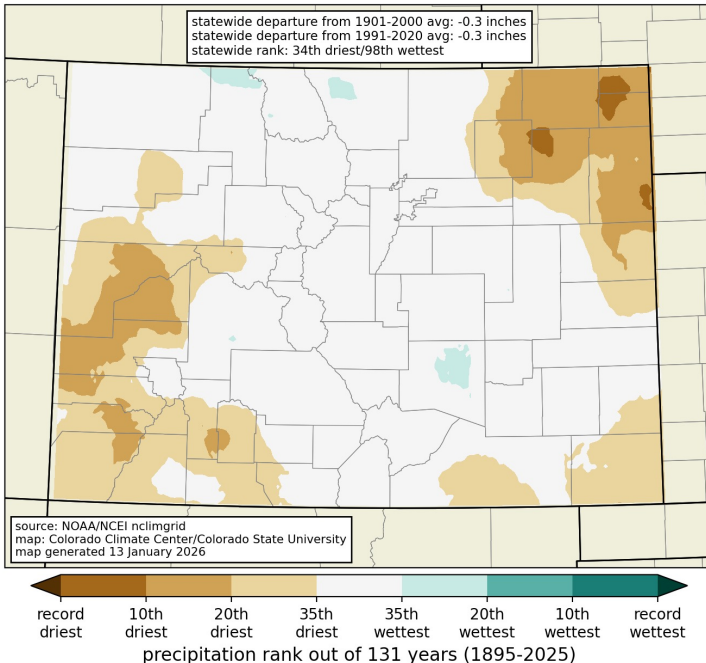 statewide departure from 1901-2000 avg: -0.3 inches
statewide departure from 1991-2020 avg: -0.3 inches
statewide rank: 34th driest/98th wettest
source: NOAA/NCEI nclimgrid
map: Colorado Climate Center/Colorado State University
map generated 13 January 2026
record 10th 20th 35th 35th 20th 10th record
driest driest driest driest wettest wettest wettest wettest
precipitation rank out of 131 years (1895-2025)